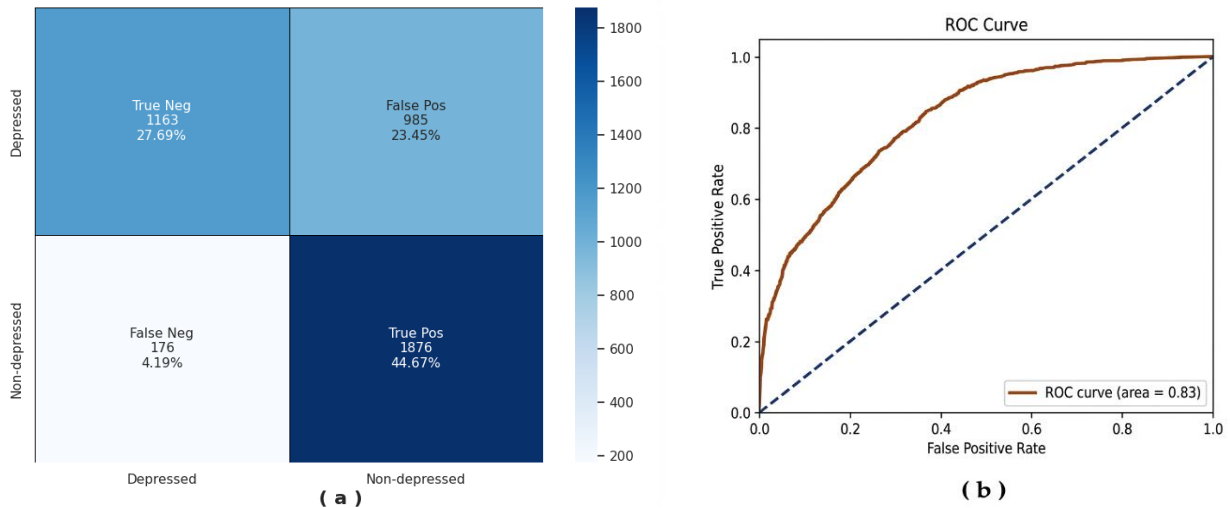 Depressed
Non-depressed
True Neg
1163
27.69%
False Pos
985
23.45%
False Neg
176
4.19%
True Pos
1876
44.67%
Depressed
Non-depressed
( a )
1800
1600
1400
1200
1000
800
600
400
200
ROC Curve
True Positive Rate
1.0
0.8
0.6
0.4
0.2
0.0
0.0
0.2
0.4
0.6
0.8
1.0
False Positive Rate
ROC curve (area = 0.83)
( b )